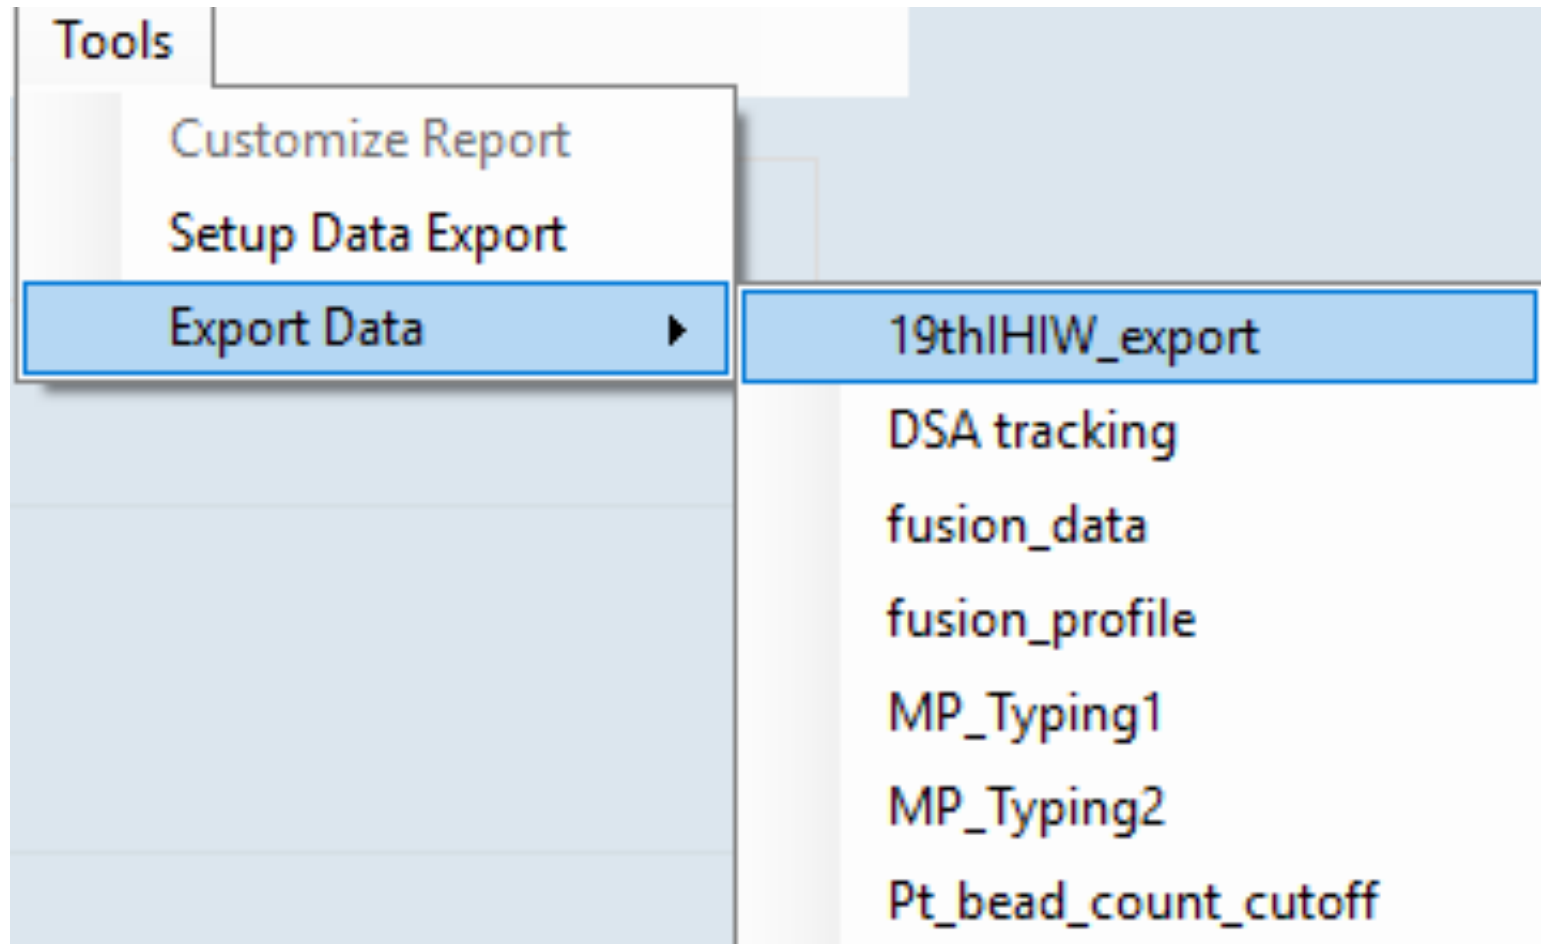 Tools
Customize Report
Setup Data Export
Export Data
19thIHIW_export
DSA tracking
fusion_data
fusion_profile
MP_Typing1
MP_Typing2
Pt_bead_count_cutoff